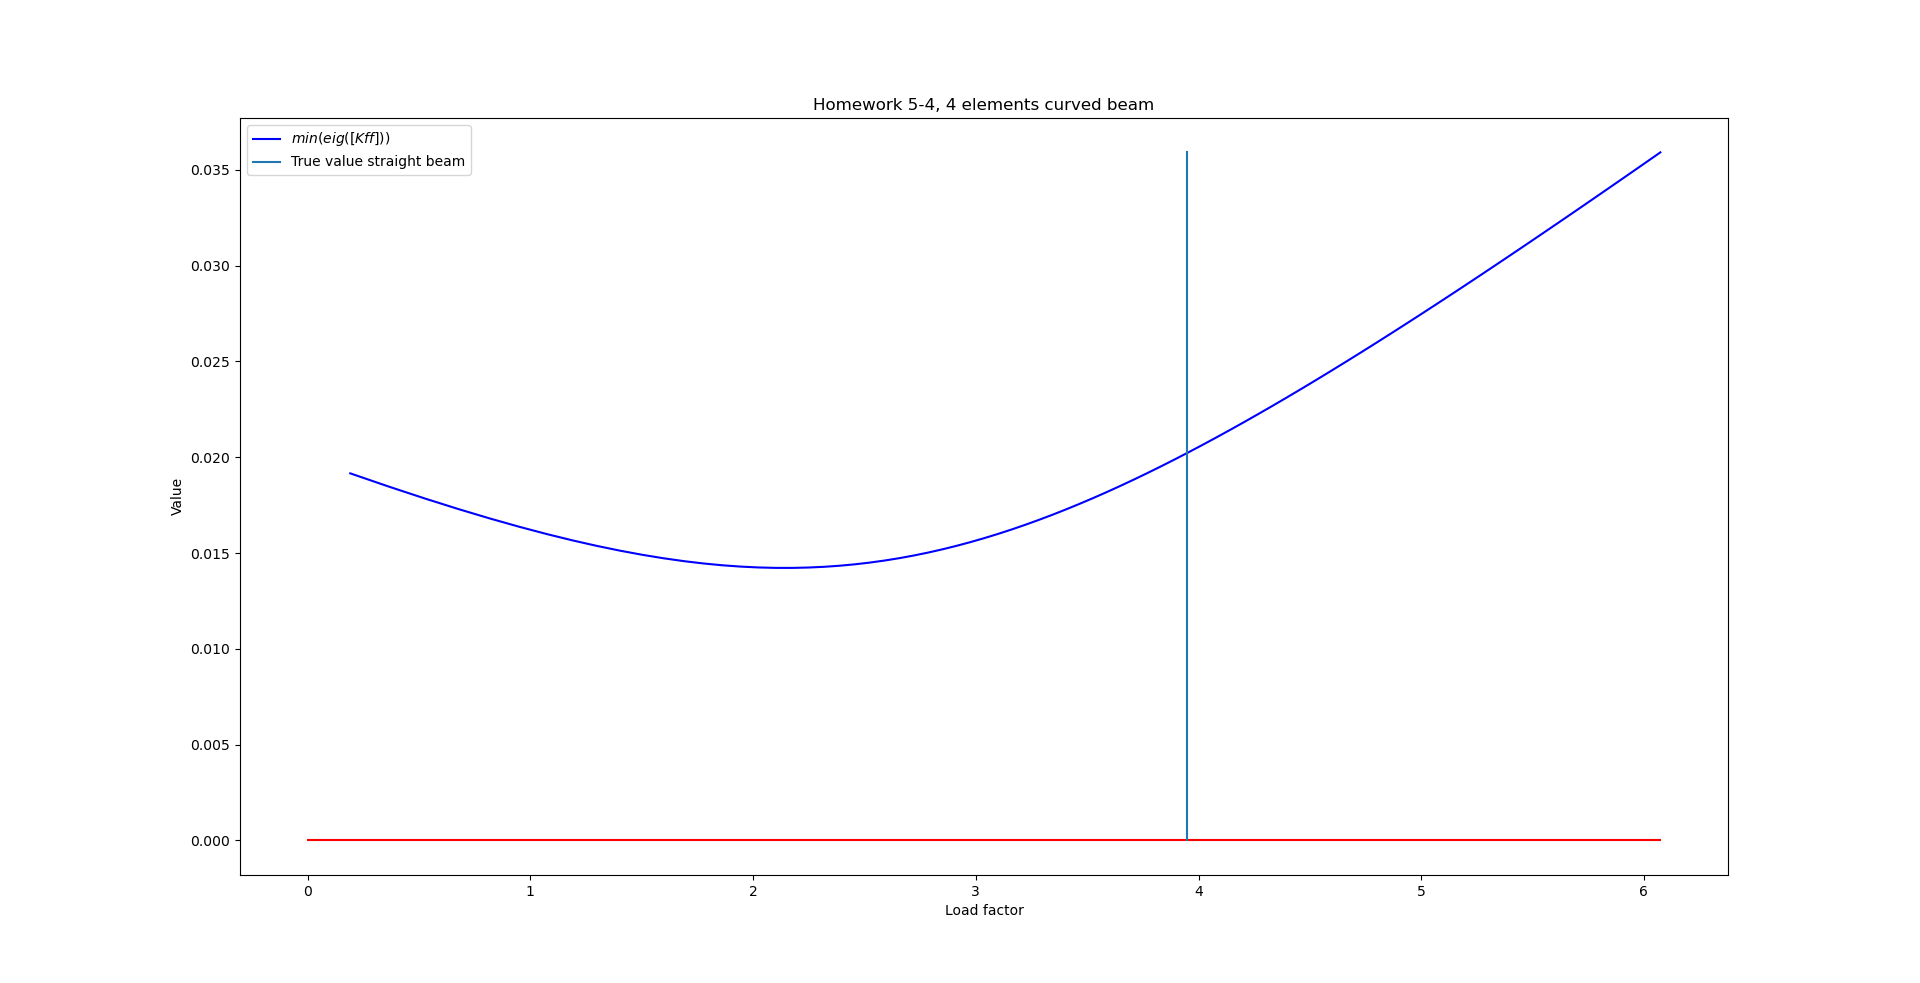 Homework 5-4, 4 elements curved beam
min(eig([Kff]))
True value straight beam
Value
0.035
0.030
0.025
0.020
0.015
0.010
0.005
0.000
0 1 2 3 4 5 6
Load factor